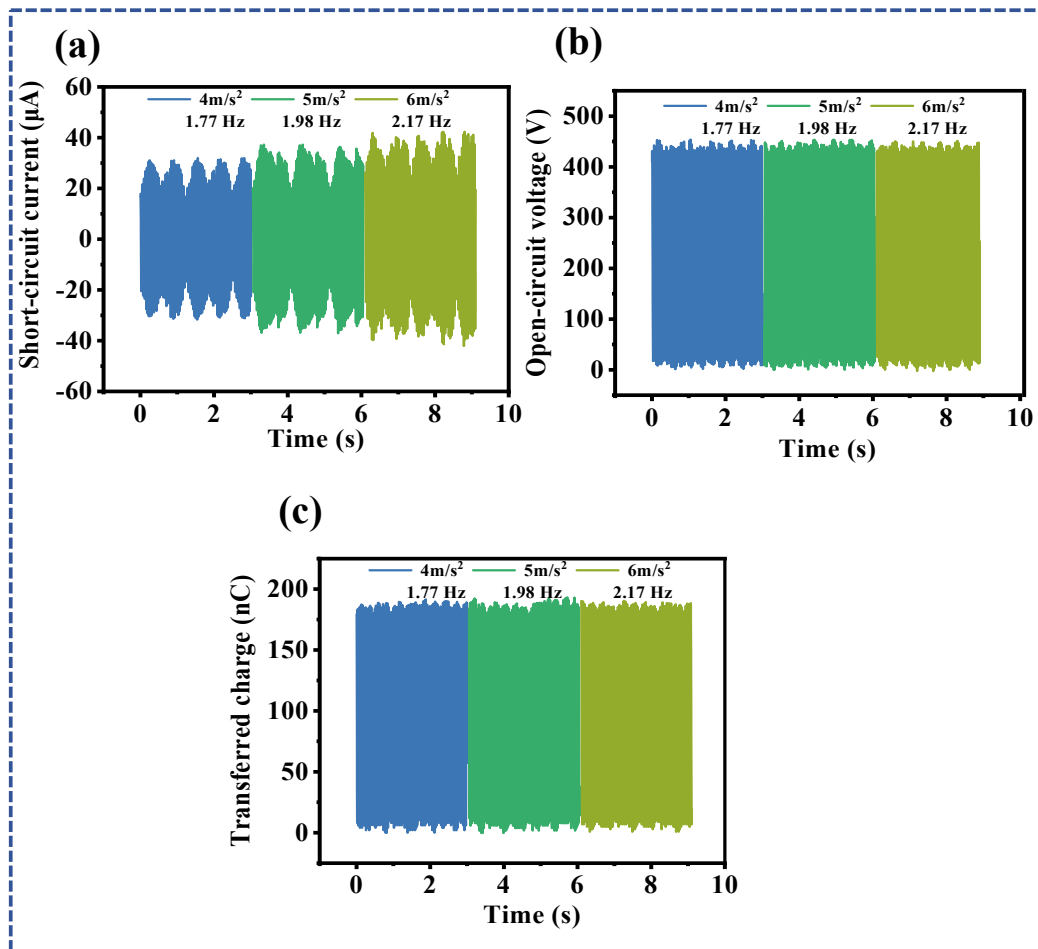 (a)
60
40
20
0
-20
-40
-60
Short-circuit current (μA)
4m/s² 5m/s² 6m/s²
1.77 Hz 1.98 Hz 2.17 Hz
0 2 4 6 8 10
Time (s)
(b)
500
400
300
200
100
0
Open-circuit voltage (V)
4m/s² 5m/s² 6m/s²
1.77 Hz 1.98 Hz 2.17 Hz
0 2 4 6 8 10
Time (s)
(c)
200
150
100
50
0
Transferred charge (nC)
4m/s² 5m/s² 6m/s²
1.77 Hz 1.98 Hz 2.17 Hz
0 2 4 6 8 10
Time (s)